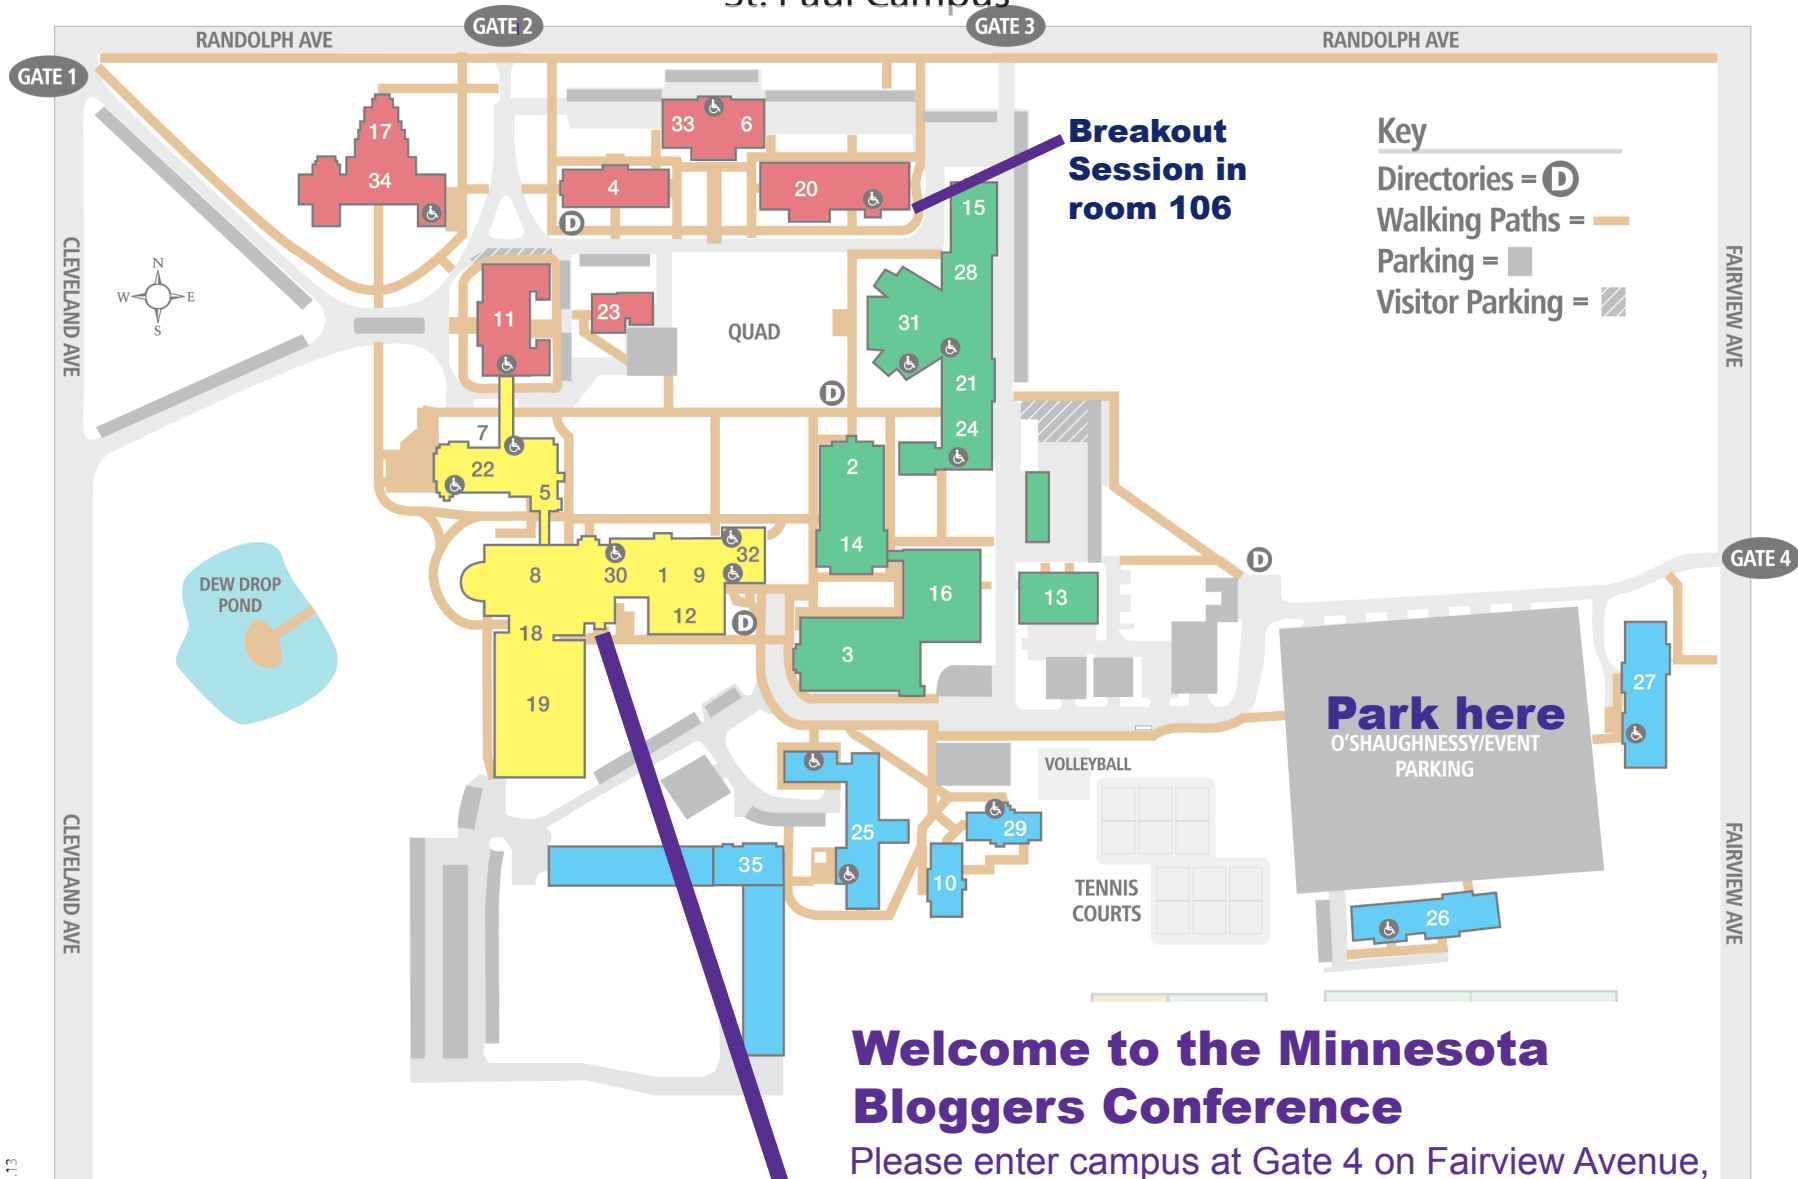 St. Paul Campus
GATE 2
GATE 3
RANDOLPH AVE
RANDOLPH AVE
GATE 1
17
33
6
Breakout
Session in
room 106
Key
Directories = D
Walking Paths =
Parking =
Visitor Parking =
34
4
20
15
D
CLEVELAND AVE
FAIRVIEW AVE
N
W
E
S
28
11
23
QUAD
31
D
21
7
24
22
2
5
14
32
8
30
1
9
D
GATE 4
DEW DROP
POND
16
13
12
D
18
3
27
19
Park here
O'SHAUGHNESSY/EVENT
PARKING
VOLLEYBALL
25
29
35
10
TENNIS
COURTS
26
CLEVELAND AVE
FAIRVIEW AVE
Welcome to the Minnesota
Bloggers Conference
Please enter campus at Gate 4 on Fairview Avenue,
.13